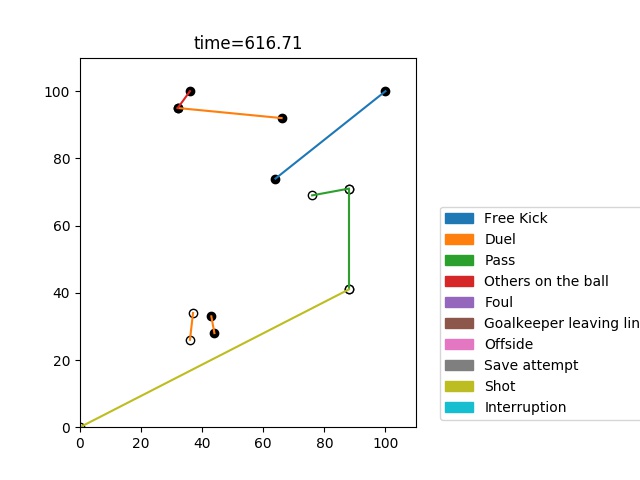 time=616.71
100
80
60
40
20
0
0 20 40 60 80 100
Free Kick
Duel
Pass
Others on the ball
Foul
Goalkeeper leaving lin
Offside
Save attempt
Shot
Interruption